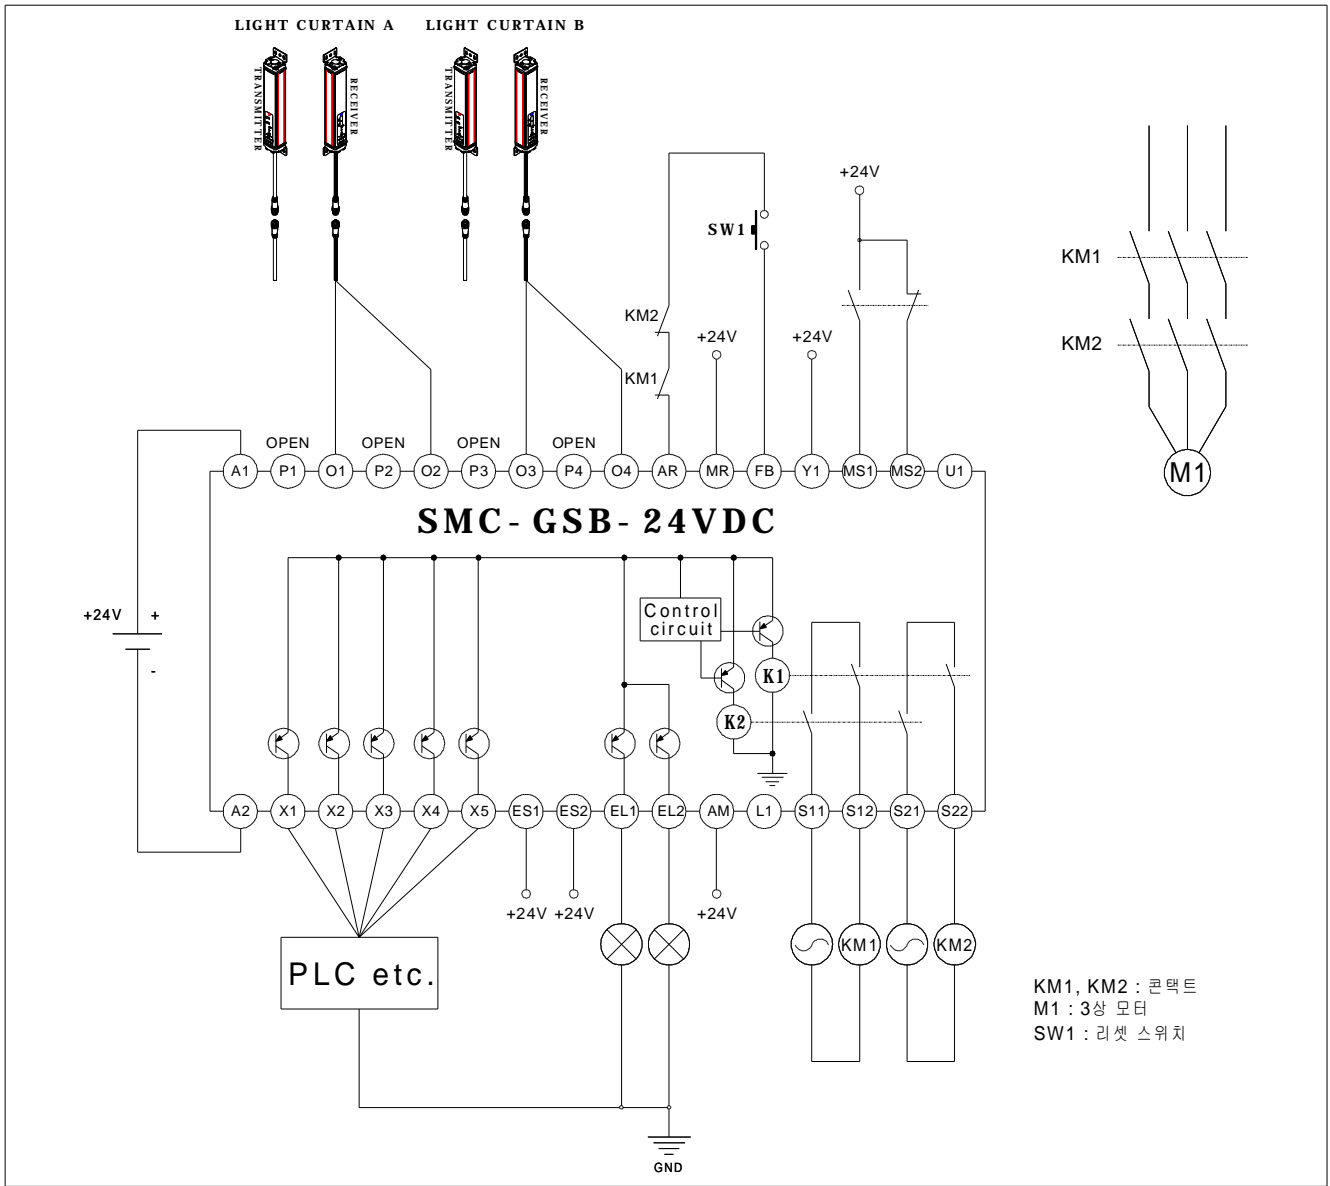 LIGHT CURTAIN A
LIGHT CURTAIN B
TRANSMITTER
RECEIVER
TRANSMITTER
RECEIVER
+24V
SW1
KM1
KM2
KM2
+24V
+24V
KM1
OPEN
OPEN
OPEN
OPEN
A1
P1
O1
P2
O2
P3
O3
P4
O4
AR
MR
FB
Y1
MS1
MS2
U1
M1
SMC-GSB-24VDC
+24V
+
-
Control
circuit
K1
K2
A2
X1
X2
X3
X4
X5
ES1
ES2
EL1
EL2
AM
L1
S11
S12
S21
S22
+24V
+24V
+24V
KM1
KM2
PLC etc.
KM1, KM2 : 콘택트
M1 : 3상 모터
SW1 : 리셋 스위치
GND